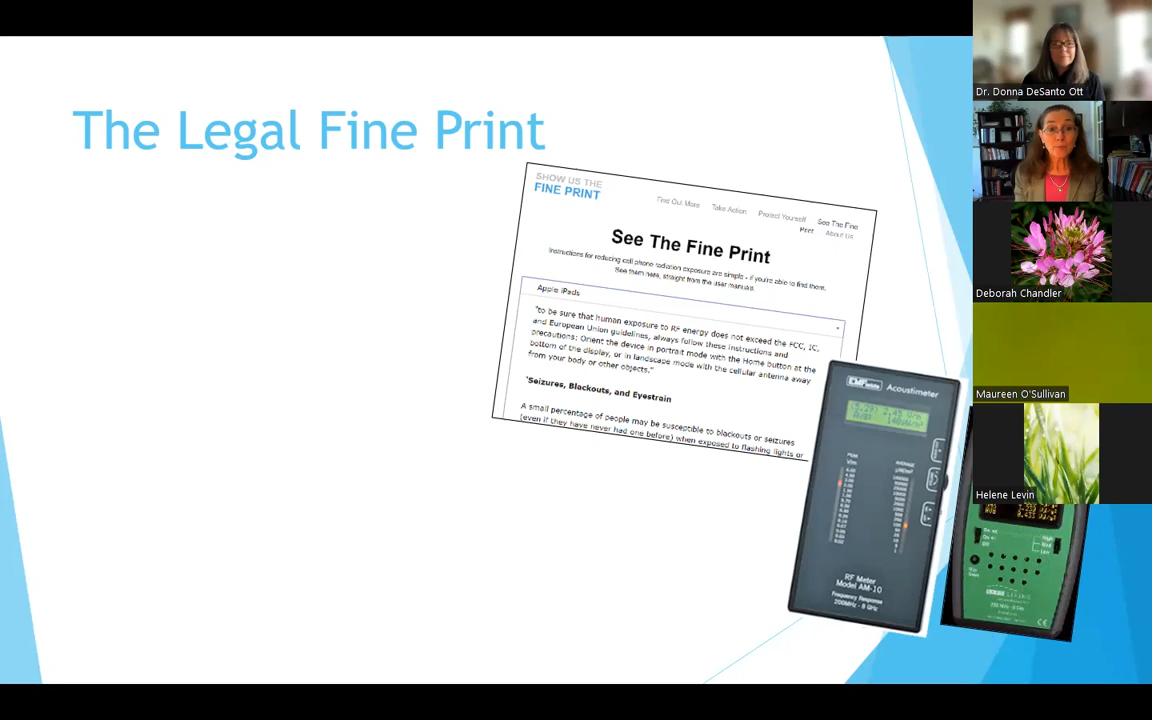 The Legal Fine Print
SHOW US THE
FINE PRINT
Find Out More
Take Action
Protect Yourself
See The Fine
Print
About Us
See The Fine Print
Instructions for reducing cell phone radiation exposure are simple - if you're able to find them.
See them here, straight from the user manuals.
Apple iPads
"to be sure that human exposure to RF energy does not exceed the FCC, IC,
and European Union guidelines, always follow these instructions and
precautions: Orient the device in portrait mode with the Home button at the
bottom of the display, or in landscape mode with the cellular antenna away
from your body or other objects."
"Seizures, Blackouts, and Eyestrain
A small percentage of people may be susceptible to blackouts or seizures
(even if they have never had one before) when exposed to flashing lights or
Acoustimeter
PEAK
V/m
AVERAGE
RF Meter
Model AM-10
Frequency Response
200MHz - 8 GHz
LIVING
Dr. Donna DeSanto Ott
Deborah Chandler
Maureen O'Sullivan
Helene Levin